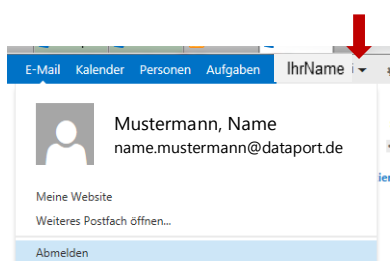 E-Mail Kalender Personen Aufgaben IhrName
Mustermann, Name
name.mustermann@dataport.de
Meine Website
Weiteres Postfach öffnen...
Abmelden